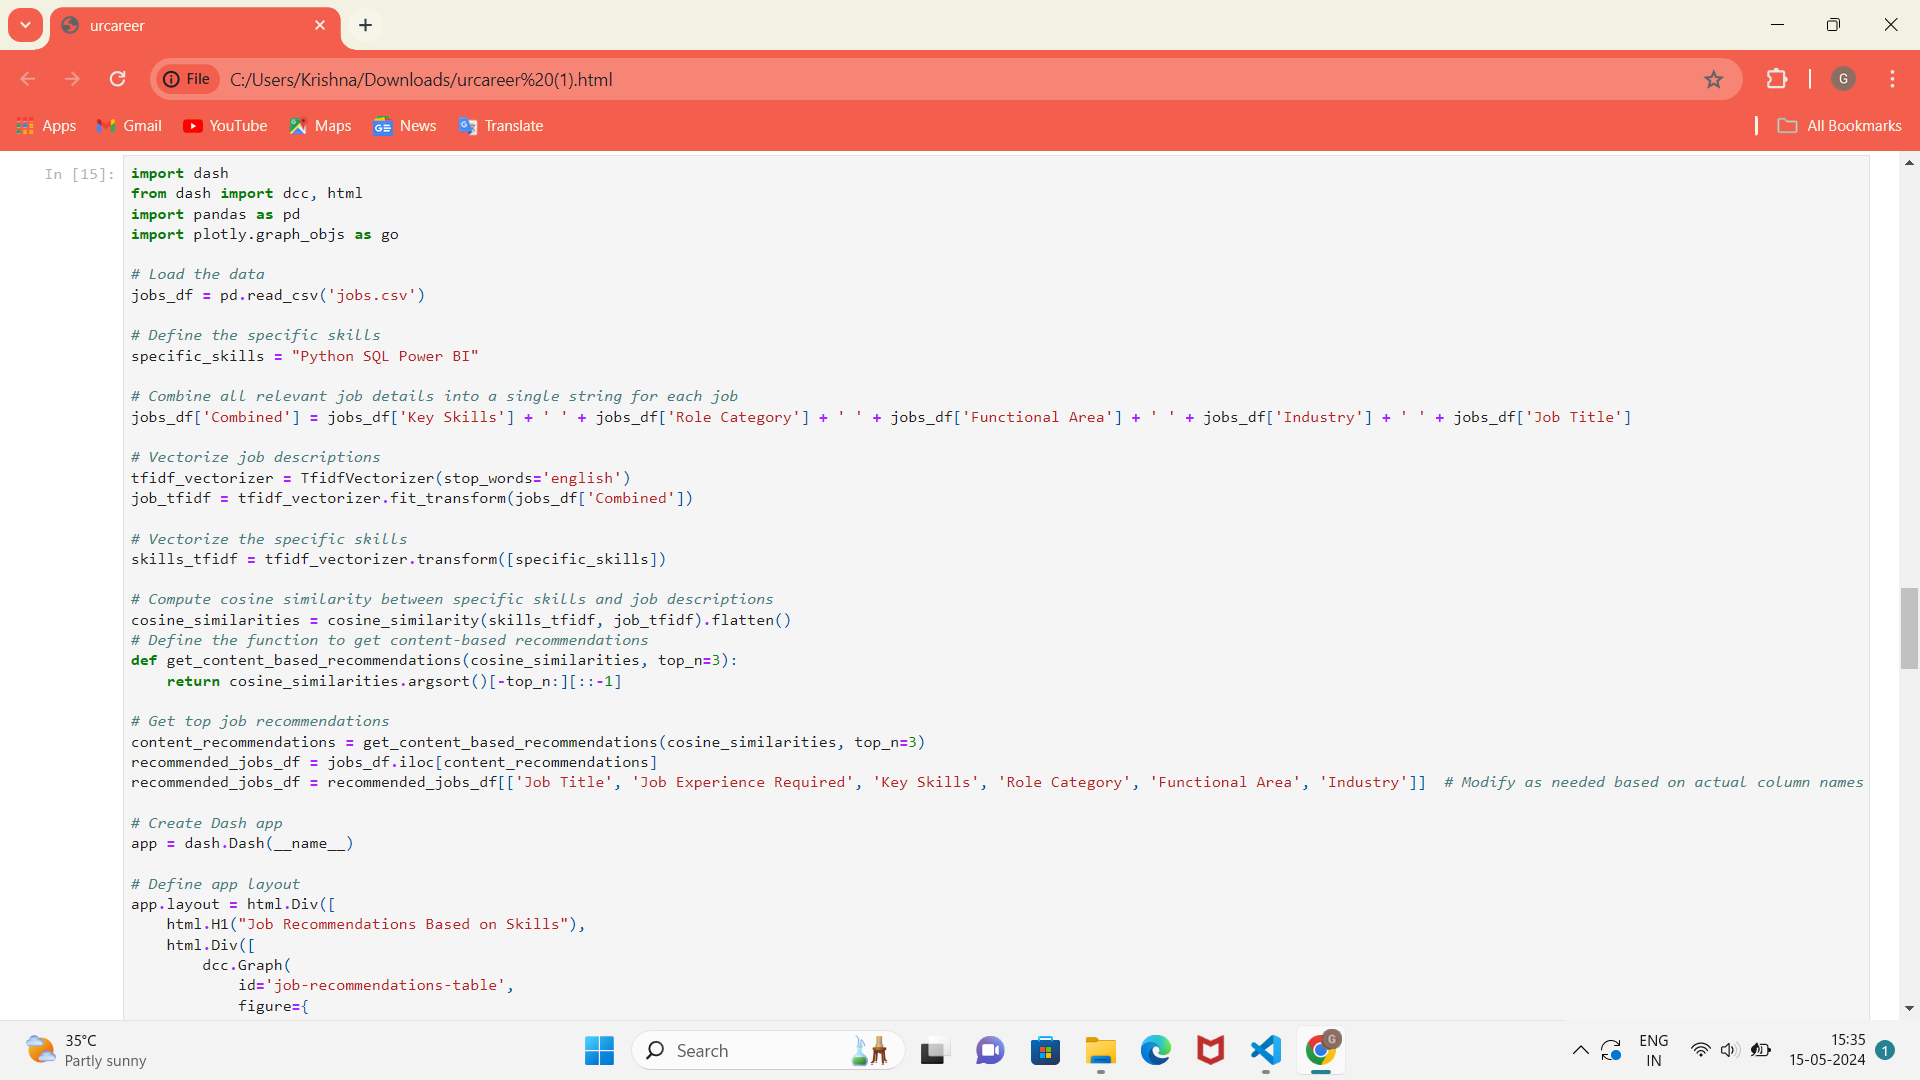 urcareer
File
C:/Users/Krishna/Downloads/urcareer%20(1).html
G
Apps
Gmail
YouTube
Maps
News
Translate
All Bookmarks
In [15]:
import dash
from dash import dcc, html
import pandas as pd
import plotly.graph_objs as go
# Load the data
jobs_df = pd.read_csv('jobs.csv')
# Define the specific skills
specific_skills = "Python SQL Power BI"
# Combine all relevant job details into a single string for each job
jobs_df['Combined'] = jobs_df['Key Skills'] + ' ' + jobs_df['Role Category'] + ' ' + jobs_df['Functional Area'] + ' ' + jobs_df['Industry'] + ' ' + jobs_df['Job Title']
# Vectorize job descriptions
tfidf_vectorizer = TfidfVectorizer(stop_words='english')
job_tfidf = tfidf_vectorizer.fit_transform(jobs_df['Combined'])
# Vectorize the specific skills
skills_tfidf = tfidf_vectorizer.transform([specific_skills])
# Compute cosine similarity between specific skills and job descriptions
cosine_similarities = cosine_similarity(skills_tfidf, job_tfidf).flatten()
# Define the function to get content-based recommendations
def get_content_based_recommendations(cosine_similarities, top_n=3):
    return cosine_similarities.argsort()[-top_n:][::-1]
# Get top job recommendations
content_recommendations = get_content_based_recommendations(cosine_similarities, top_n=3)
recommended_jobs_df = jobs_df.iloc[content_recommendations]
recommended_jobs_df = recommended_jobs_df[['Job Title', 'Job Experience Required', 'Key Skills', 'Role Category', 'Functional Area', 'Industry']]  # Modify as needed based on actual column names
# Create Dash app
app = dash.Dash(__name__)
# Define app layout
app.layout = html.Div([
    html.H1("Job Recommendations Based on Skills"),
    html.Div([
        dcc.Graph(
            id='job-recommendations-table',
            figure={
35°C
Partly sunny
Search
G
ENG
IN
15:35
15-05-2024
1